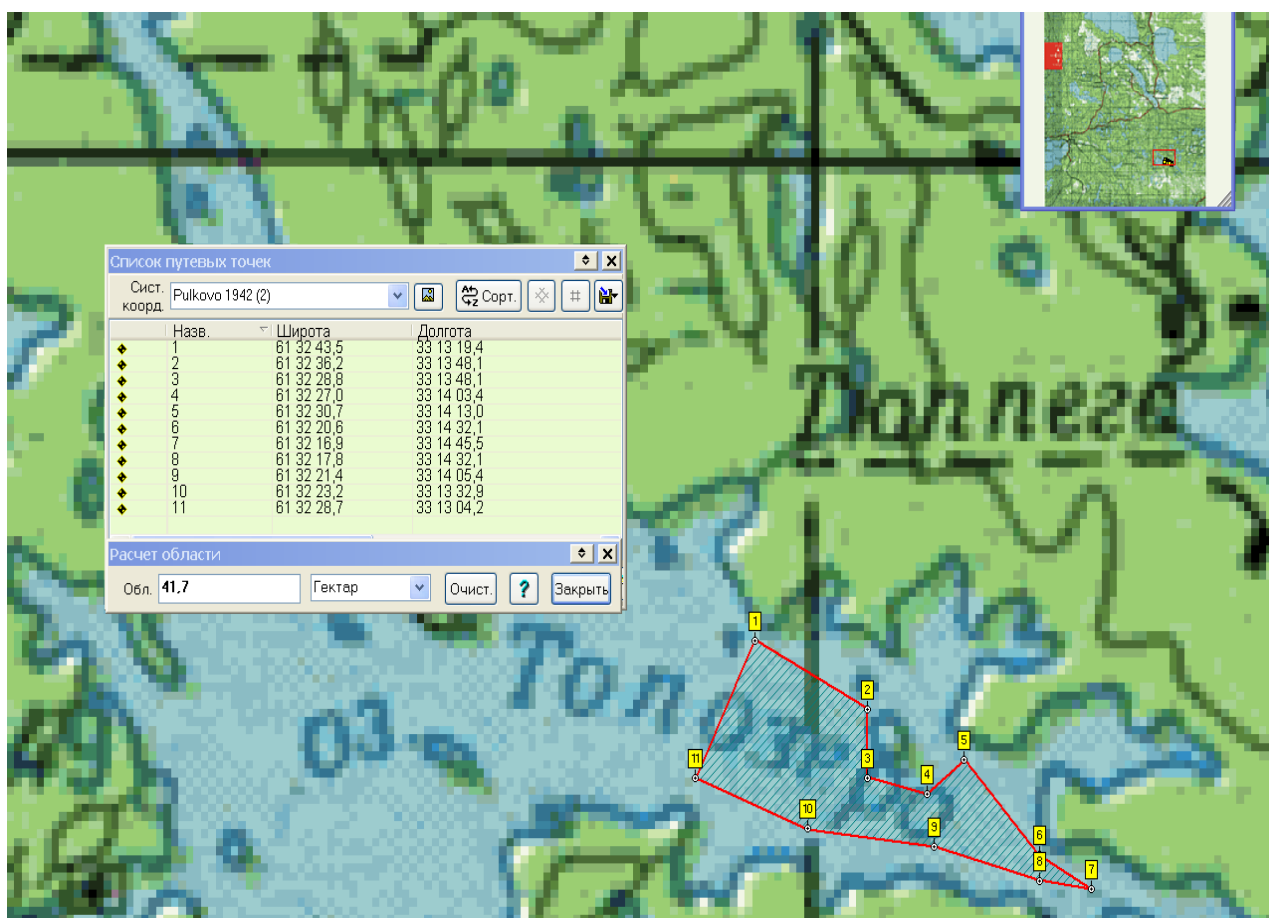 Список путевых точек
Сист. коорд. Pulkovo 1942 (2) Сорт.
Назв. Широта Долгота
1 61 32 43,5 33 13 19,4
2 61 32 36,2 33 13 48,1
3 61 32 28,8 33 13 48,1
4 61 32 27,0 33 14 03,4
5 61 32 30,7 33 14 13,0
6 61 32 20,6 33 14 32,1
7 61 32 16,9 33 14 45,5
8 61 32 17,8 33 14 32,1
9 61 32 21,4 33 14 05,4
10 61 32 23,2 33 13 32,9
11 61 32 28,7 33 13 04,2
Расчет области
Обл. 41,7 Гектар Очист. ? Закрыть
оз. Топозеро
1
2
3
4
5
6
7
8
9
10
11